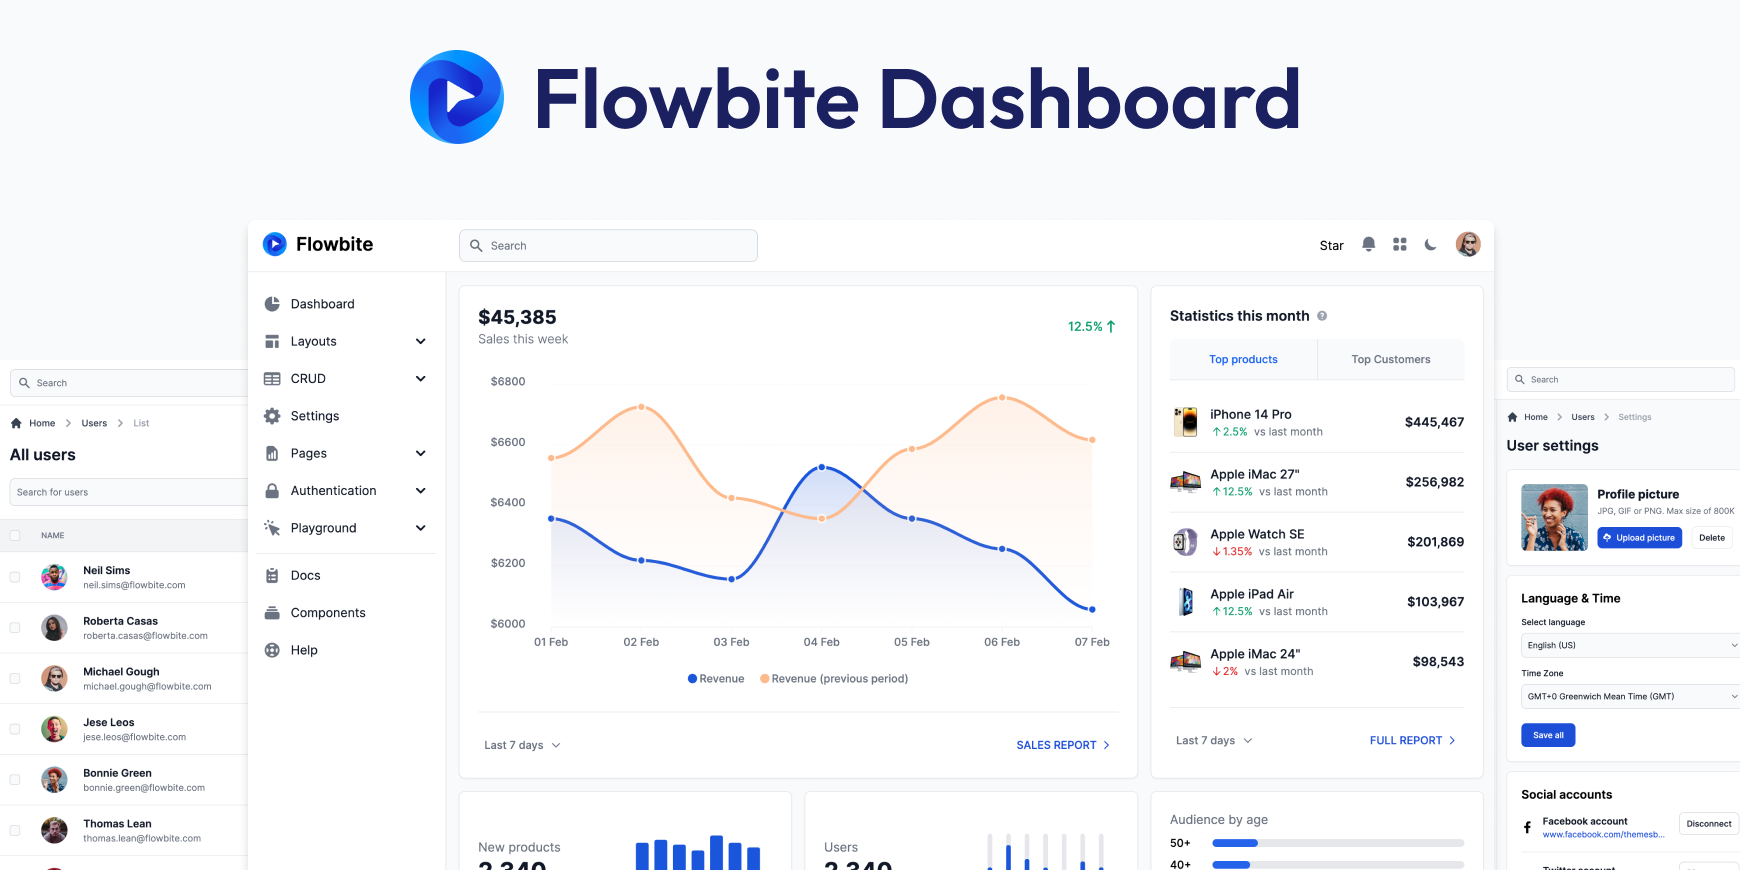 Flowbite Dashboard
Flowbite
Search
Star
Dashboard
Layouts
CRUD
Settings
Pages
Authentication
Playground
Docs
Components
Help
$45,385
Sales this week
12.5%
$6800
$6600
$6400
$6200
$6000
01 Feb 02 Feb 03 Feb 04 Feb 05 Feb 06 Feb 07 Feb
Revenue Revenue (previous period)
Last 7 days
SALES REPORT
Statistics this month ?
Top products Top Customers
iPhone 14 Pro
2.5% vs last month
$445,467
Apple iMac 27"
12.5% vs last month
$256,982
Apple Watch SE
1.35% vs last month
$201,869
Apple iPad Air
12.5% vs last month
$103,967
Apple iMac 24"
2% vs last month
$98,543
Last 7 days
FULL REPORT
New products
2,340
Users
2,340
Audience by age
50+
40+
Search
Home Users List
All users
Search for users
NAME
Neil Sims
neil.sims@flowbite.com
Roberta Casas
roberta.casas@flowbite.com
Michael Gough
michael.gough@flowbite.com
Jese Leos
jese.leos@flowbite.com
Bonnie Green
bonnie.green@flowbite.com
Thomas Lean
thomas.lean@flowbite.com
Search
Home Users Settings
User settings
Profile picture
JPG, GIF or PNG. Max size of 800K
Upload picture Delete
Language & Time
Select language
English (US)
Time Zone
GMT+0 Greenwich Mean Time (GMT)
Save all
Social accounts
Facebook account
www.facebook.com/themesb...
Disconnect
Twitter account